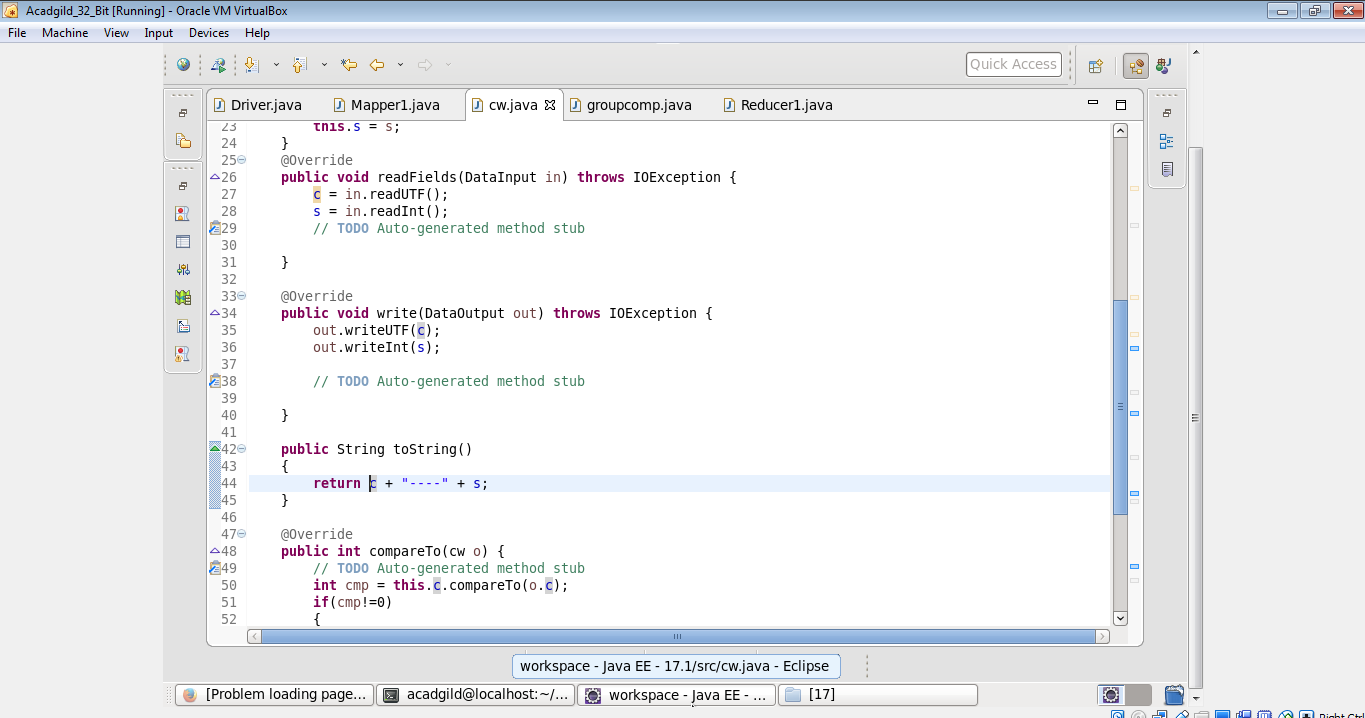 Acadgild_32_Bit [Running] - Oracle VM VirtualBox
File Machine View Input Devices Help
Quick Access
Driver.java Mapper1.java cw.java groupcomp.java Reducer1.java
23 this.s = s;
24 }
25 @Override
26 public void readFields(DataInput in) throws IOException {
27 c = in.readUTF();
28 s = in.readInt();
29 // TODO Auto-generated method stub
30
31 }
32
33 @Override
34 public void write(DataOutput out) throws IOException {
35 out.writeUTF(c);
36 out.writeInt(s);
37
38 // TODO Auto-generated method stub
39
40 }
41
42 public String toString()
43 {
44 return c + "----" + s;
45 }
46
47 @Override
48 public int compareTo(cw o) {
49 // TODO Auto-generated method stub
50 int cmp = this.c.compareTo(o.c);
51 if(cmp!=0)
52 {
workspace - Java EE - 17.1/src/cw.java - Eclipse
[Problem loading page... acadgild@localhost:~/... workspace - Java EE - ... [17]
Right Ctrl